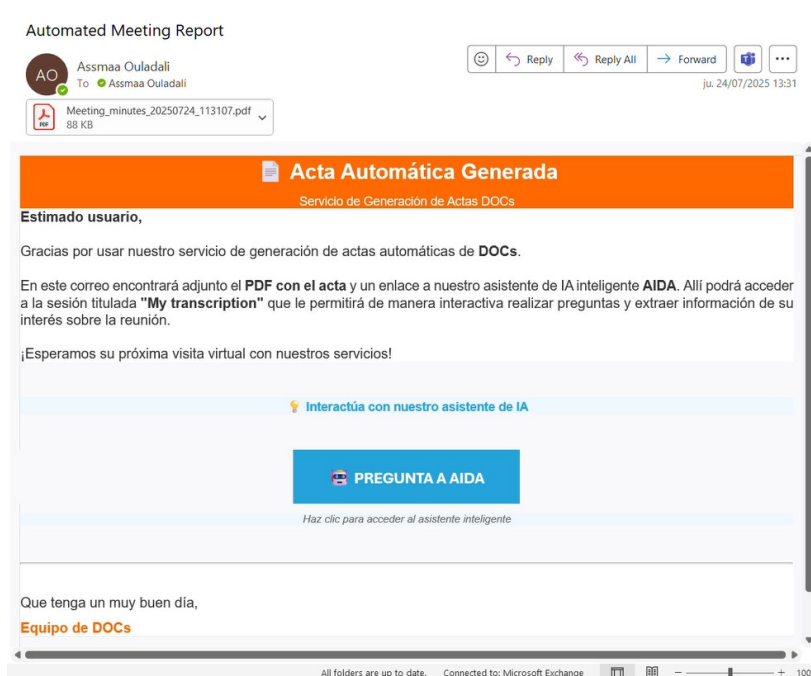 Automated Meeting Report
AO
Assmaa Ouladali
To Assmaa Ouladali
Reply
Reply All
Forward
ju. 24/07/2025 13:31
PDF
Meeting_minutes_20250724_113107.pdf
88 KB
Acta Automática Generada
Servicio de Generación de Actas DOCs
Estimado usuario,
Gracias por usar nuestro servicio de generación de actas automáticas de DOCs.
En este correo encontrará adjunto el PDF con el acta y un enlace a nuestro asistente de IA inteligente AIDA. Allí podrá acceder
a la sesión titulada "My transcription" que le permitirá de manera interactiva realizar preguntas y extraer información de su
interés sobre la reunión.
¡Esperamos su próxima visita virtual con nuestros servicios!
Interactúa con nuestro asistente de IA
PREGUNTA A AIDA
Haz clic para acceder al asistente inteligente
Que tenga un muy buen día,
Equipo de DOCs
All folders are up to date. Connected to: Microsoft Exchange
100